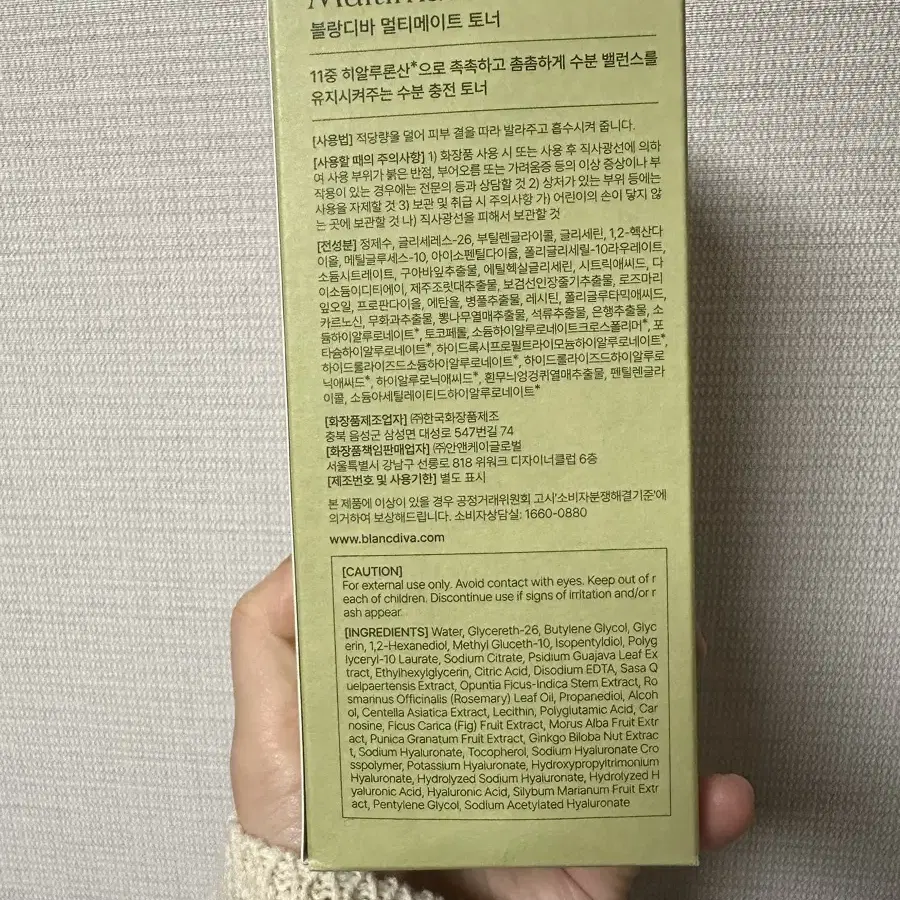 블랑디바 멀티메이트 토너
11중 히알루론산*으로 촉촉하고 촘촘하게 수분 밸런스를
유지시켜주는 수분 충전 토너
[사용법] 적당량을 덜어 피부 결을 따라 발라주고 흡수시켜 줍니다.
[사용할 때의 주의사항] 1) 화장품 사용 시 또는 사용 후 직사광선에 의하
여 사용 부위가 붉은 반점, 부어오름 또는 가려움증 등의 이상 증상이나 부
작용이 있는 경우에는 전문의 등과 상담할 것 2) 상처가 있는 부위 등에는
사용을 자제할 것 3) 보관 및 취급 시 주의사항 가) 어린이의 손이 닿지 않
는 곳에 보관할 것 나) 직사광선을 피해서 보관할 것
[전성분] 정제수, 글리세레스-26, 부틸렌글라이콜, 글리세린, 1,2-헥산다
이올, 메틸글루세스-10, 아이소펜틸다이올, 폴리글리세릴-10라우레이트,
소듐시트레이트, 구아바잎추출물, 에틸헥실글리세린, 시트릭애씨드, 다
이소듐이디티에이, 제주조릿대추출물, 보검선인장줄기추출물, 로즈마리
잎오일, 프로판다이올, 에탄올, 병풀추출물, 레시틴, 폴리글루타믹애씨드,
카르노신, 무화과추출물, 뽕나무열매추출물, 석류추출물, 은행추출물, 소
듐하이알루로네이트*, 토코페롤, 소듐하이알루로네이트크로스폴리머*, 포
타슘하이알루로네이트*, 하이드록시프로필트라이모늄하이알루로네이트*,
하이드롤라이즈드소듐하이알루로네이트*, 하이드롤라이즈드하이알루로
닉애씨드*, 하이알루로닉애씨드*, 흰무늬엉겅퀴열매추출물, 펜틸렌글라
이콜, 소듐아세틸레이티드하이알루로네이트*
[화장품제조업자] ㈜한국화장품제조
충북 음성군 삼성면 대성로 547번길 74
[화장품책임판매업자] ㈜안앤케이글로벌
서울특별시 강남구 선릉로 818 위워크 디자이너클럽 6층
[제조번호 및 사용기한] 별도 표시
본 제품에 이상이 있을 경우 공정거래위원회 고시'소비자분쟁해결기준'에
의거하여 보상해드립니다. 소비자상담실: 1660-0880
www.blancdiva.com
[CAUTION]
For external use only. Avoid contact with eyes. Keep out of r
each of children. Discontinue use if signs of irritation and/or r
ash appear.
[INGREDIENTS] Water, Glycereth-26, Butylene Glycol, Glyc
erin, 1,2-Hexanediol, Methyl Gluceth-10, Isopentyldiol, Polyg
lyceryl-10 Laurate, Sodium Citrate, Psidium Guajava Leaf Ex
tract, Ethylhexylglycerin, Citric Acid, Disodium EDTA, Sasa Q
uelpaertensis Extract, Opuntia Ficus-Indica Stem Extract, Ro
smarinus Officinalis (Rosemary) Leaf Oil, Propanediol, Alcoh
ol, Centella Asiatica Extract, Lecithin, Polyglutamic Acid, Car
nosine, Ficus Carica (Fig) Fruit Extract, Morus Alba Fruit Extr
act, Punica Granatum Fruit Extract, Ginkgo Biloba Nut Extrac
t, Sodium Hyaluronate, Tocopherol, Sodium Hyaluronate Cro
sspolymer, Potassium Hyaluronate, Hydroxypropyltrimonium
Hyaluronate, Hydrolyzed Sodium Hyaluronate, Hydrolyzed H
yaluronic Acid, Hyaluronic Acid, Silybum Marianum Fruit Extr
act, Pentylene Glycol, Sodium Acetylated Hyaluronate